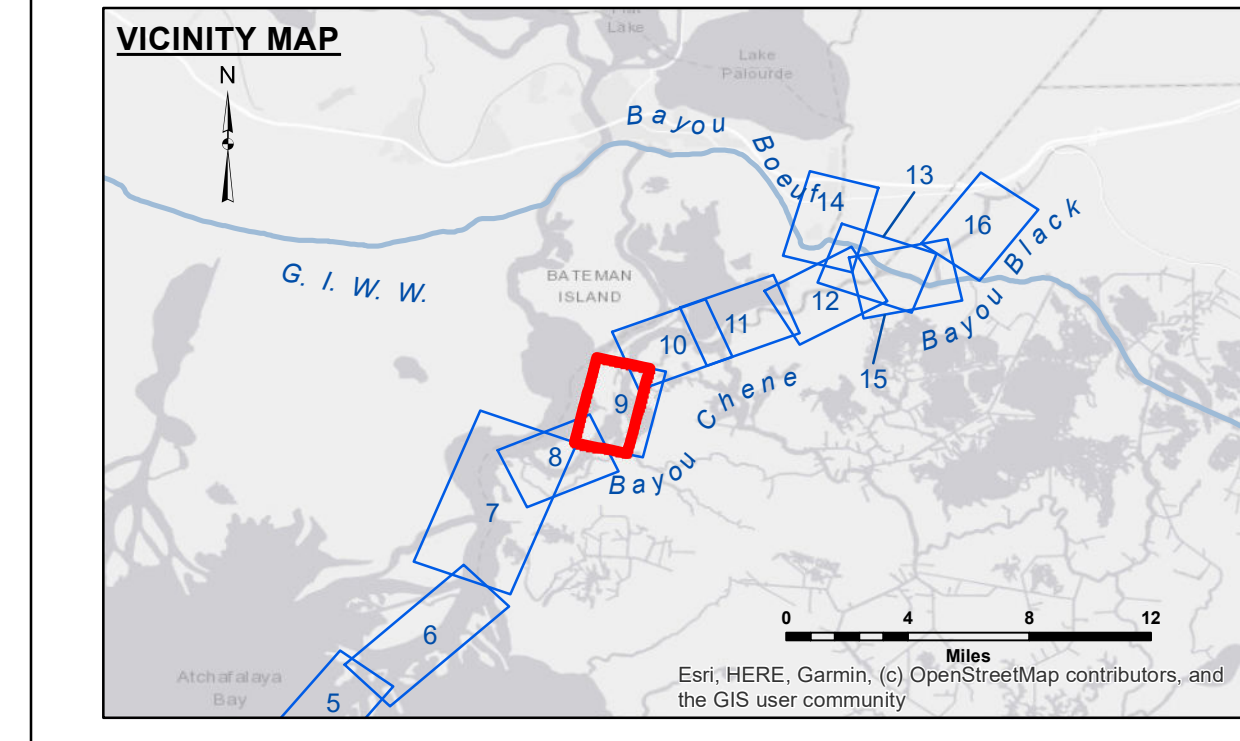 VICINITY MAP
N
Lake
Lake
Palourde
Bayou
Boeuf
14
13
16
Bayou Black
G. I. W. W.
BATEMAN
ISLAND
12
11
10
15
9
Bayou Chene
8
7
6
5
Atchafalaya
Bay
0 4 8 12
Miles
Esri, HERE, Garmin, (c) OpenStreetMap contributors, and
the GIS user community